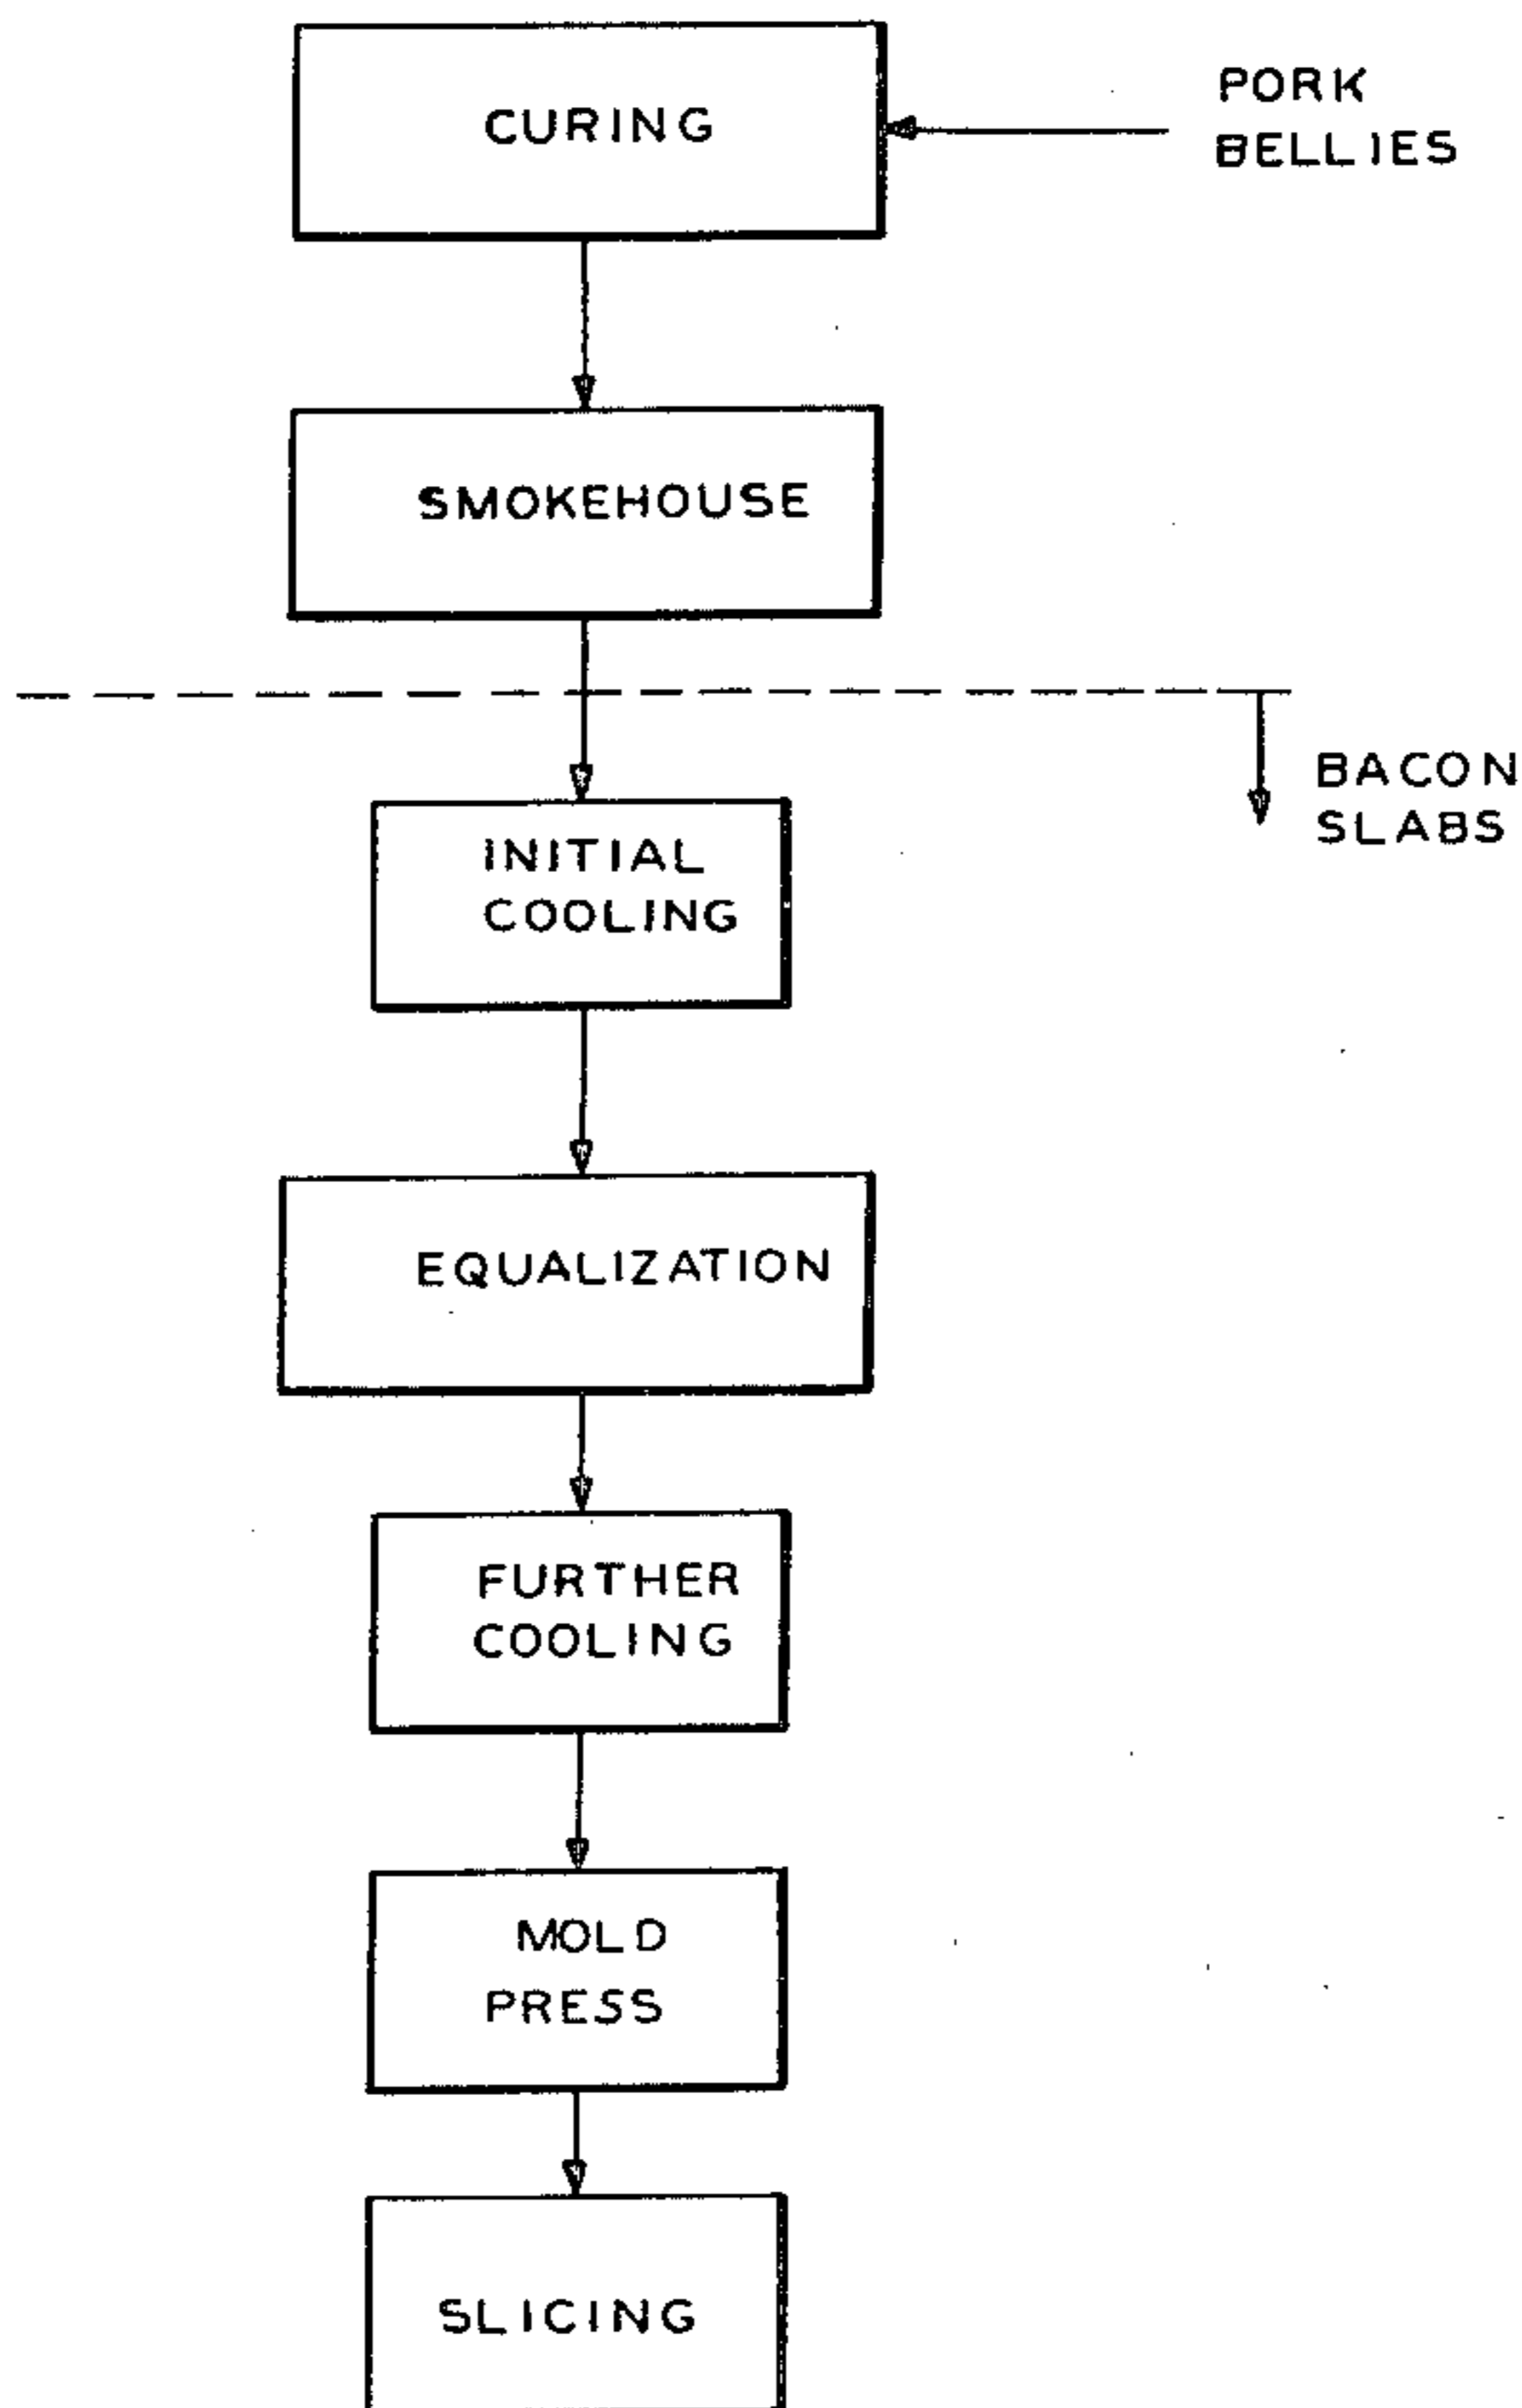 CURING
PORK
BELLIES
SMOKEHOUSE
BACON
SLABS
INITIAL
COOLING
EQUALIZATION
FURTHER
COOLING
MOLD
PRESS
SLICING